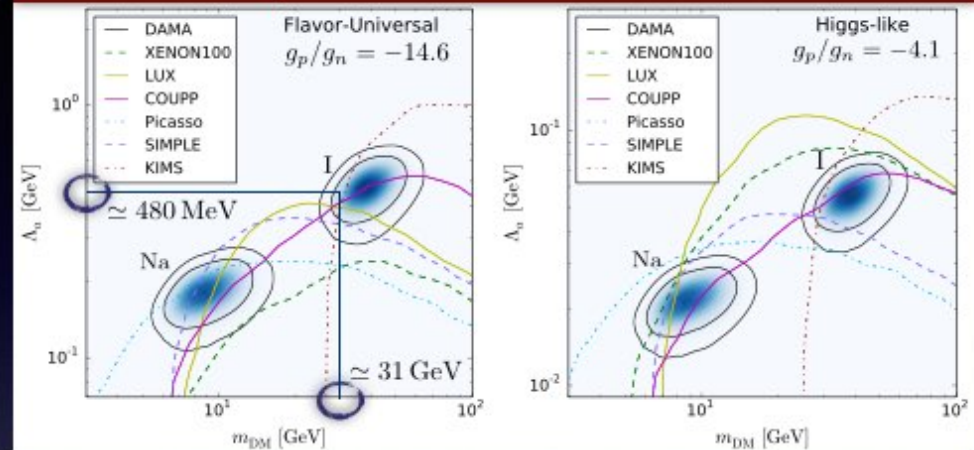 DAMA
XENON100
LUX
COUPP
Picasso
SIMPLE
KIMS
Flavor-Universal
g_p/g_n = −14.6
I
Na
≃ 480 MeV
≃ 31 GeV
10^0
10^{-1}
Λ_a [GeV]
10^1
10^2
m_DM [GeV]
DAMA
XENON100
LUX
COUPP
Picasso
SIMPLE
KIMS
Higgs-like
g_p/g_n = −4.1
I
Na
10^{-1}
10^{-2}
Λ_a [GeV]
10^1
10^2
m_DM [GeV]